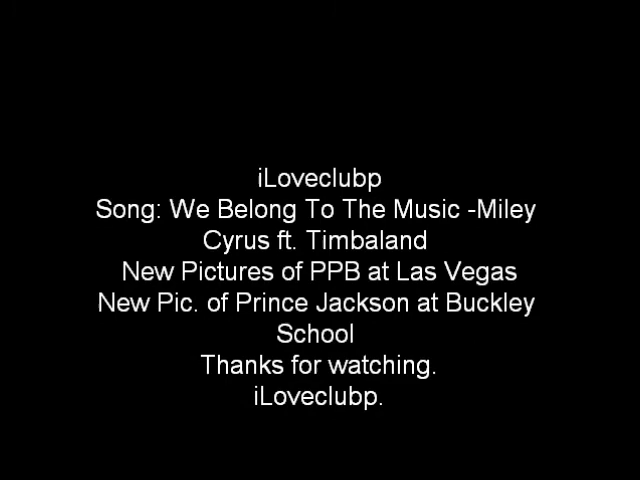 iLoveclubp
Song: We Belong To The Music -Miley
Cyrus ft. Timbaland
New Pictures of PPB at Las Vegas
New Pic. of Prince Jackson at Buckley
School
Thanks for watching.
iLoveclubp.